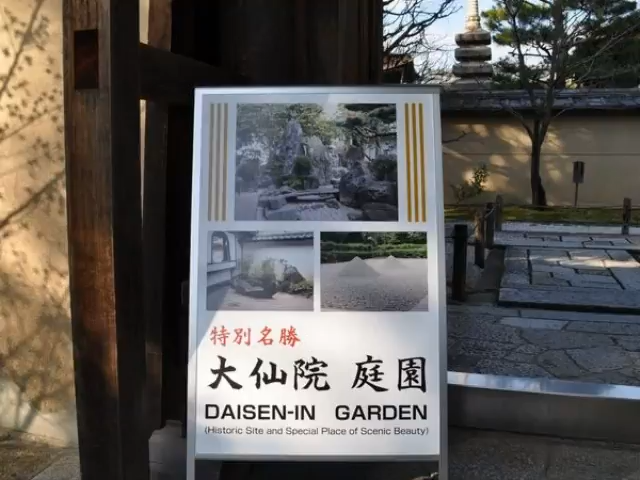 特別名勝
大仙院 庭園
DAISEN-IN GARDEN
(Historic Site and Special Place of Scenic Beauty)